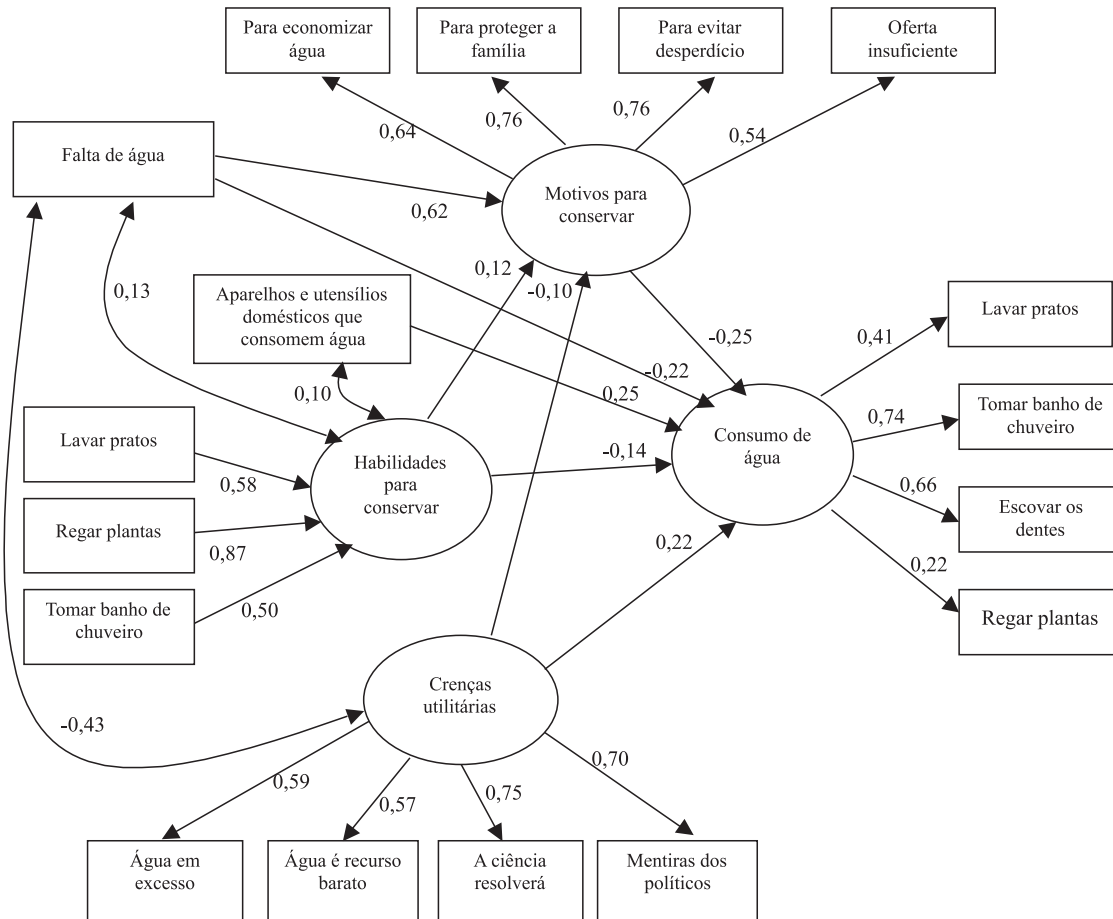 Para economizar
água
Para proteger a
família
Para evitar
desperdício
Oferta
insuficiente
0,64
0,76
0,76
0,54
Falta de água
Motivos para
conservar
0,62
0,12
-0,10
0,13
Aparelhos e utensílios
domésticos que
consomem água
-0,25
-0,22
0,25
0,10
0,41
Lavar pratos
Lavar pratos
0,58
Habilidades
para
conservar
-0,14
Consumo de
água
0,74
Tomar banho de
chuveiro
Regar plantas
0,87
0,66
Escovar os
dentes
Tomar banho de
chuveiro
0,50
0,22
0,22
Regar plantas
Crenças
utilitárias
-0,43
0,59
0,57
0,75
0,70
Água em
excesso
Água é recurso
barato
A ciência
resolverá
Mentiras dos
políticos